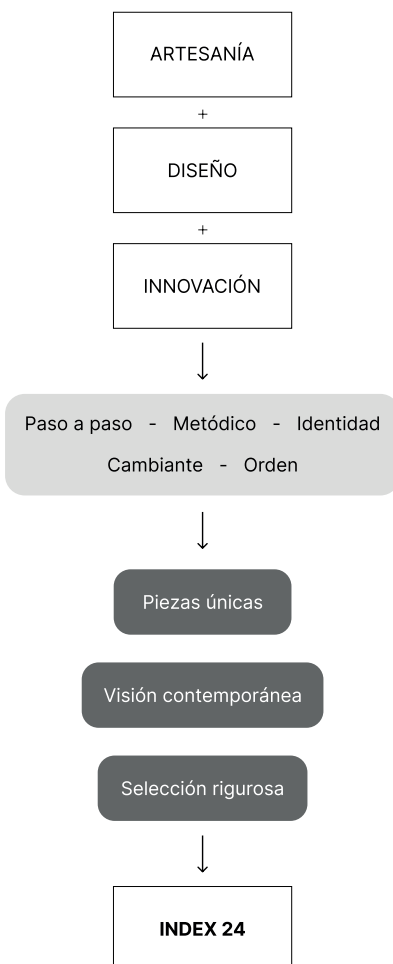 ARTESANÍA
+
DISEÑO
+
INNOVACIÓN
Paso a paso - Metódico - Identidad
Cambiante - Orden
Piezas únicas
Visión contemporánea
Selección rigurosa
INDEX 24